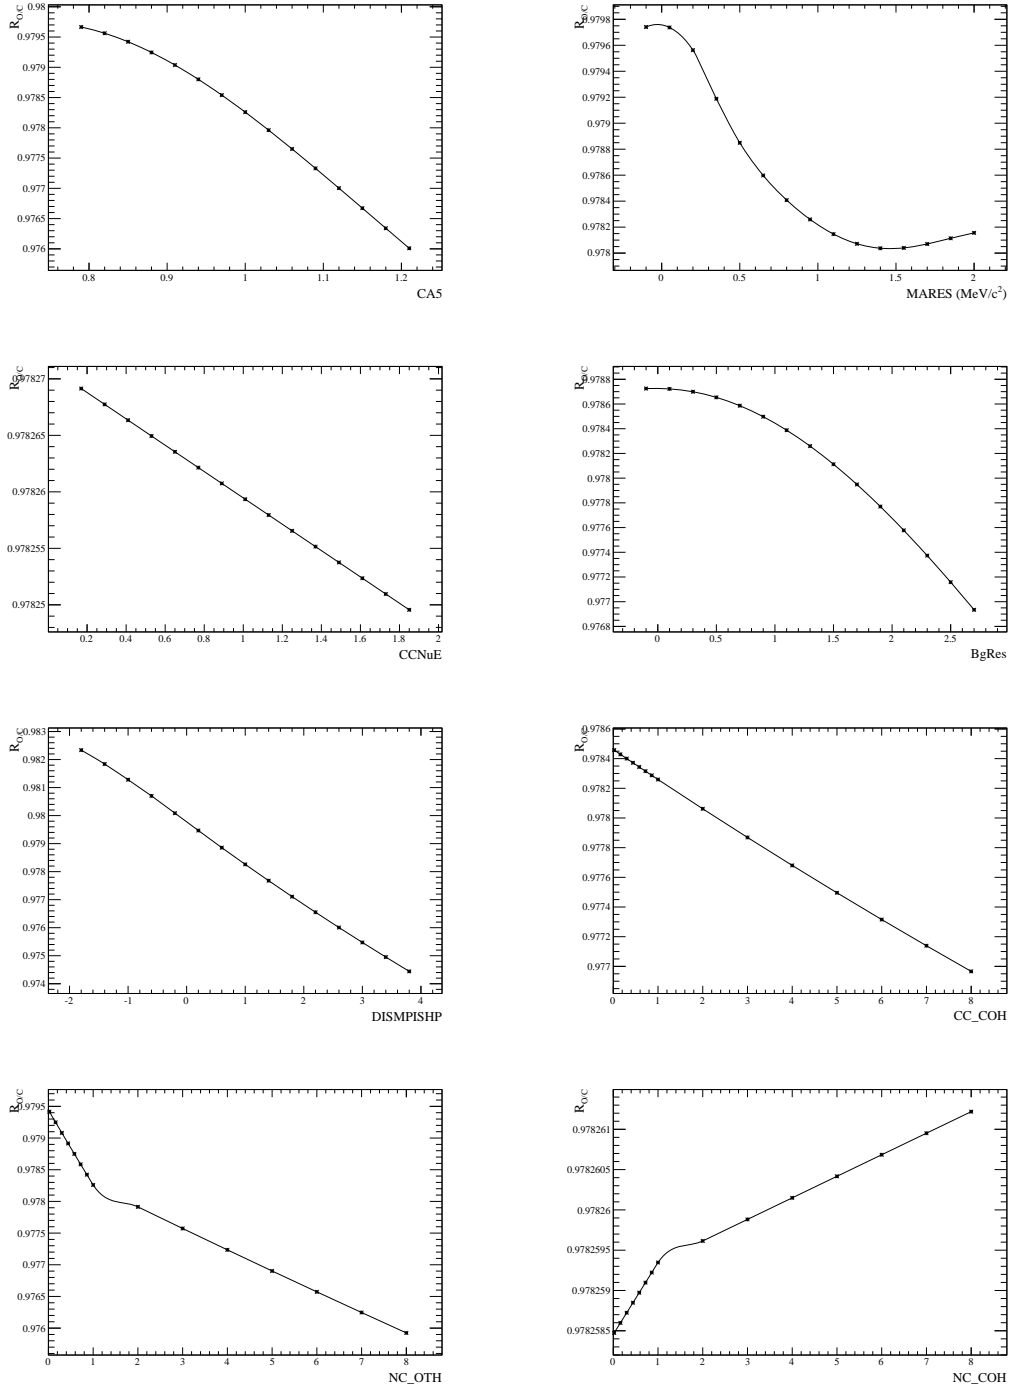 R_O/C
0.98
0.9795
0.979
0.9785
0.978
0.9775
0.977
0.9765
0.976
0.8 0.9 1 1.1 1.2
CA5
R_O/C
0.9798
0.9796
0.9794
0.9792
0.979
0.9788
0.9786
0.9784
0.9782
0.978
0 0.5 1 1.5 2
MARES (MeV/c²)
R_O/C
0.97827
0.978265
0.97826
0.978255
0.97825
0.2 0.4 0.6 0.8 1 1.2 1.4 1.6 1.8 2
CCNuE
R_O/C
0.9788
0.9786
0.9784
0.9782
0.978
0.9778
0.9776
0.9774
0.9772
0.977
0.9768
0 0.5 1 1.5 2 2.5
BgRes
R_O/C
0.983
0.982
0.981
0.98
0.979
0.978
0.977
0.976
0.975
0.974
-2 -1 0 1 2 3 4
DISMPISHP
R_O/C
0.9786
0.9784
0.9782
0.978
0.9778
0.9776
0.9774
0.9772
0.977
0 1 2 3 4 5 6 7 8
CC_COH
R_O/C
0.9795
0.979
0.9785
0.978
0.9775
0.977
0.9765
0.976
0 1 2 3 4 5 6 7 8
NC_OTH
R_O/C
0.978261
0.9782605
0.97826
0.9782595
0.978259
0.9782585
0 1 2 3 4 5 6 7 8
NC_COH